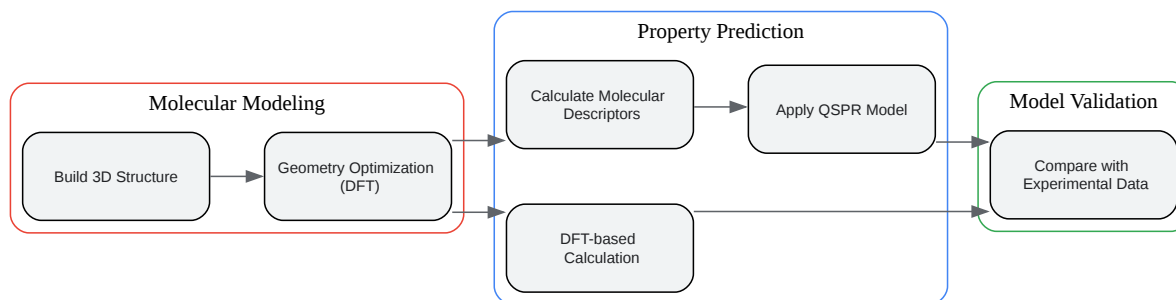 Molecular Modeling
Build 3D Structure
Geometry Optimization
(DFT)
Property Prediction
Calculate Molecular
Descriptors
Apply QSPR Model
DFT-based
Calculation
Model Validation
Compare with
Experimental Data